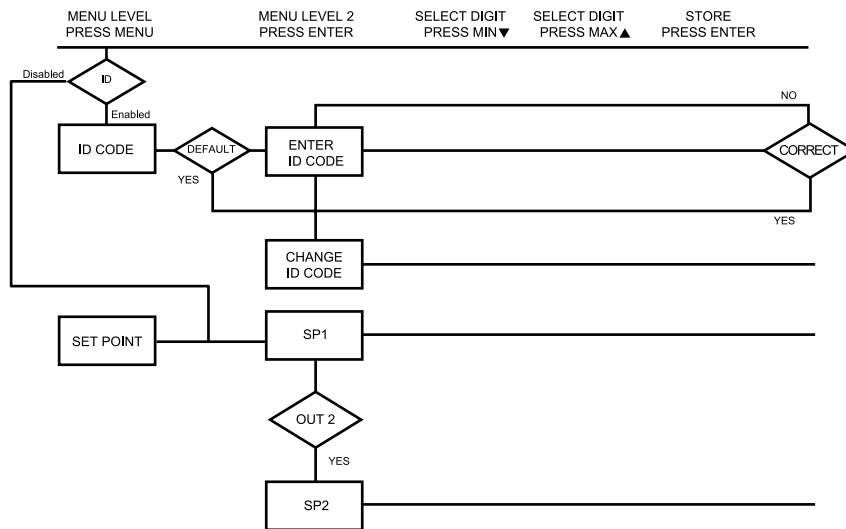 MENU LEVEL
PRESS MENU
MENU LEVEL 2
PRESS ENTER
SELECT DIGIT
PRESS MIN▼
SELECT DIGIT
PRESS MAX▲
STORE
PRESS ENTER
Disabled
ID
Enabled
NO
ID CODE
DEFAULT
ENTER
ID CODE
CORRECT
YES
YES
CHANGE
ID CODE
SET POINT
SP1
OUT 2
YES
SP2